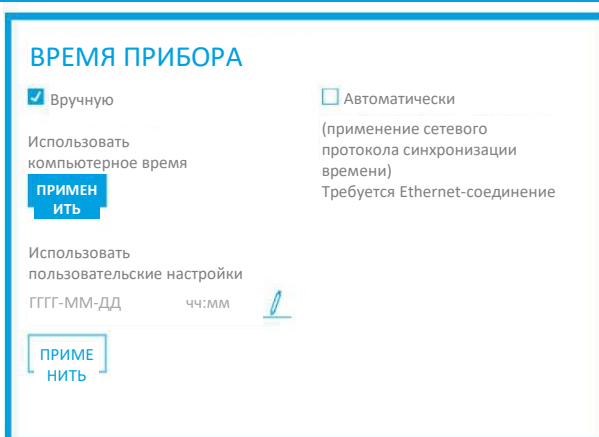 ВРЕМЯ ПРИБОРА
Вручную
Использовать
компьютерное время
ПРИМЕН
ИТЬ
Использовать
пользовательские настройки
ГГГГ-ММ-ДД чч:мм
ПРИМЕ
НИТЬ
Автоматически
(применение сетевого
протокола синхронизации
времени)
Требуется Ethernet-соединение